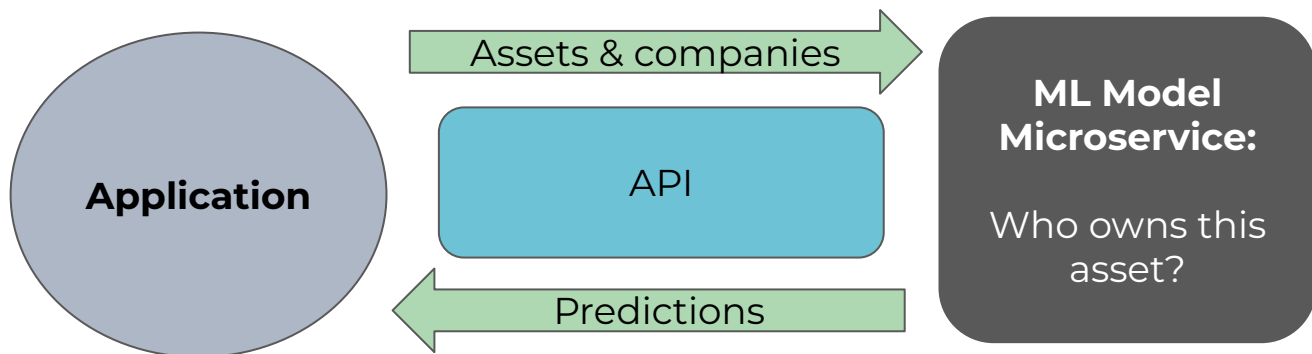 Application
Assets & companies
API
Predictions
ML Model
Microservice:
Who owns this
asset?